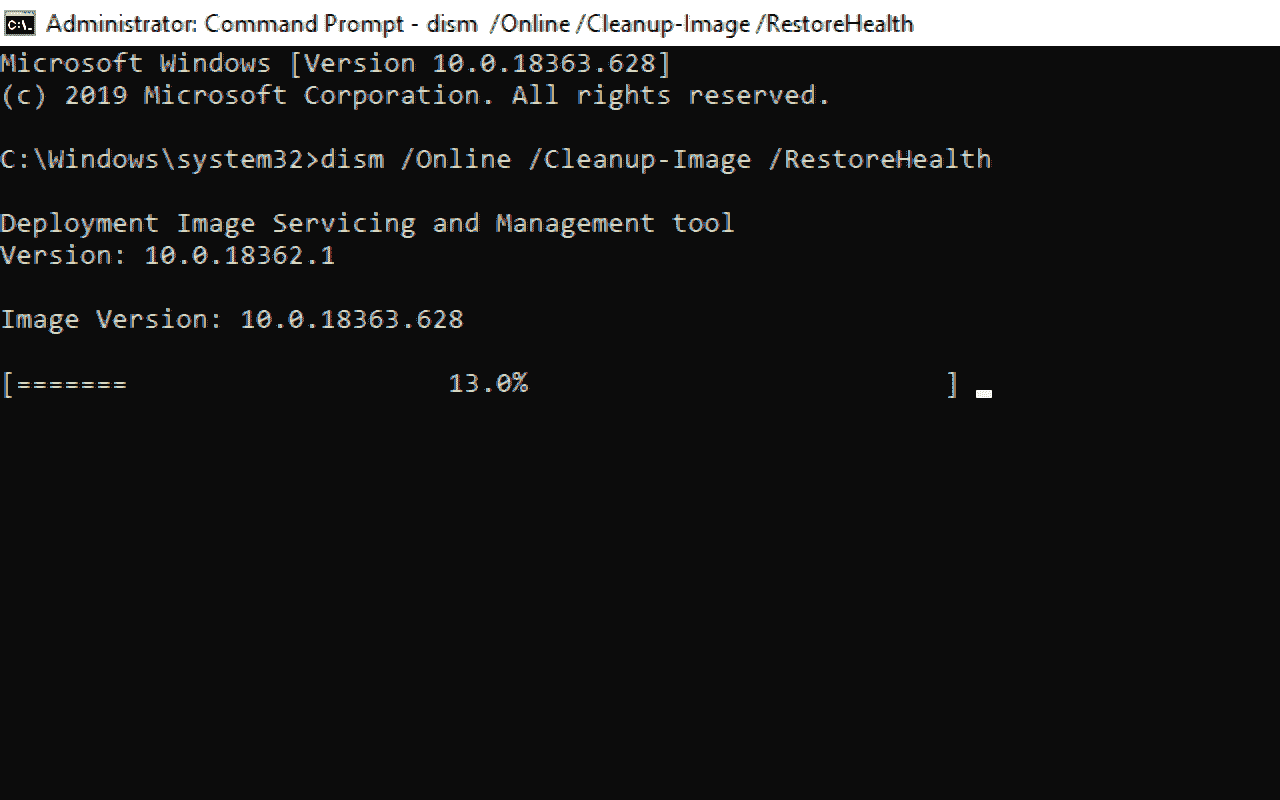 Administrator: Command Prompt - dism  /Online /Cleanup-Image /RestoreHealth
Microsoft Windows [Version 10.0.18363.628]
(c) 2019 Microsoft Corporation. All rights reserved.
C:\Windows\system32>dism /Online /Cleanup-Image /RestoreHealth
Deployment Image Servicing and Management tool
Version: 10.0.18362.1
Image Version: 10.0.18363.628
[=======                    13.0%                          ]